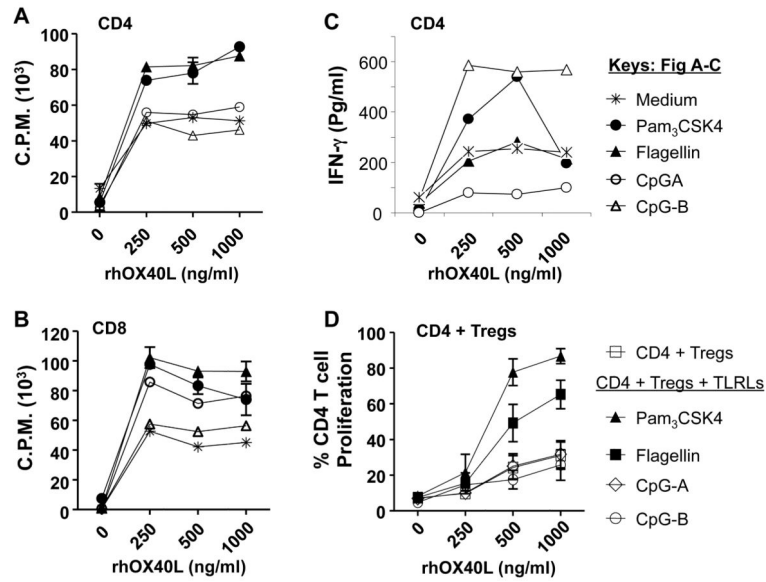 A
CD4
C.P.M. (10³)
100
80
60
40
20
0
0
250
500
1000
rhOX40L (ng/ml)
C
CD4
IFN-γ (Pg/ml)
600
400
200
0
0
250
500
1000
rhOX40L (ng/ml)
Keys: Fig A-C
Medium
Pam₃CSK4
Flagellin
CpGA
CpG-B
B
CD8
C.P.M. (10³)
120
100
80
60
40
20
0
0
250
500
1000
rhOX40L (ng/ml)
D
CD4 + Tregs
% CD4 T cell
Proliferation
100
80
60
40
20
0
0
250
500
1000
rhOX40L (ng/ml)
CD4 + Tregs
CD4 + Tregs + TLRLs
Pam₃CSK4
Flagellin
CpG-A
CpG-B